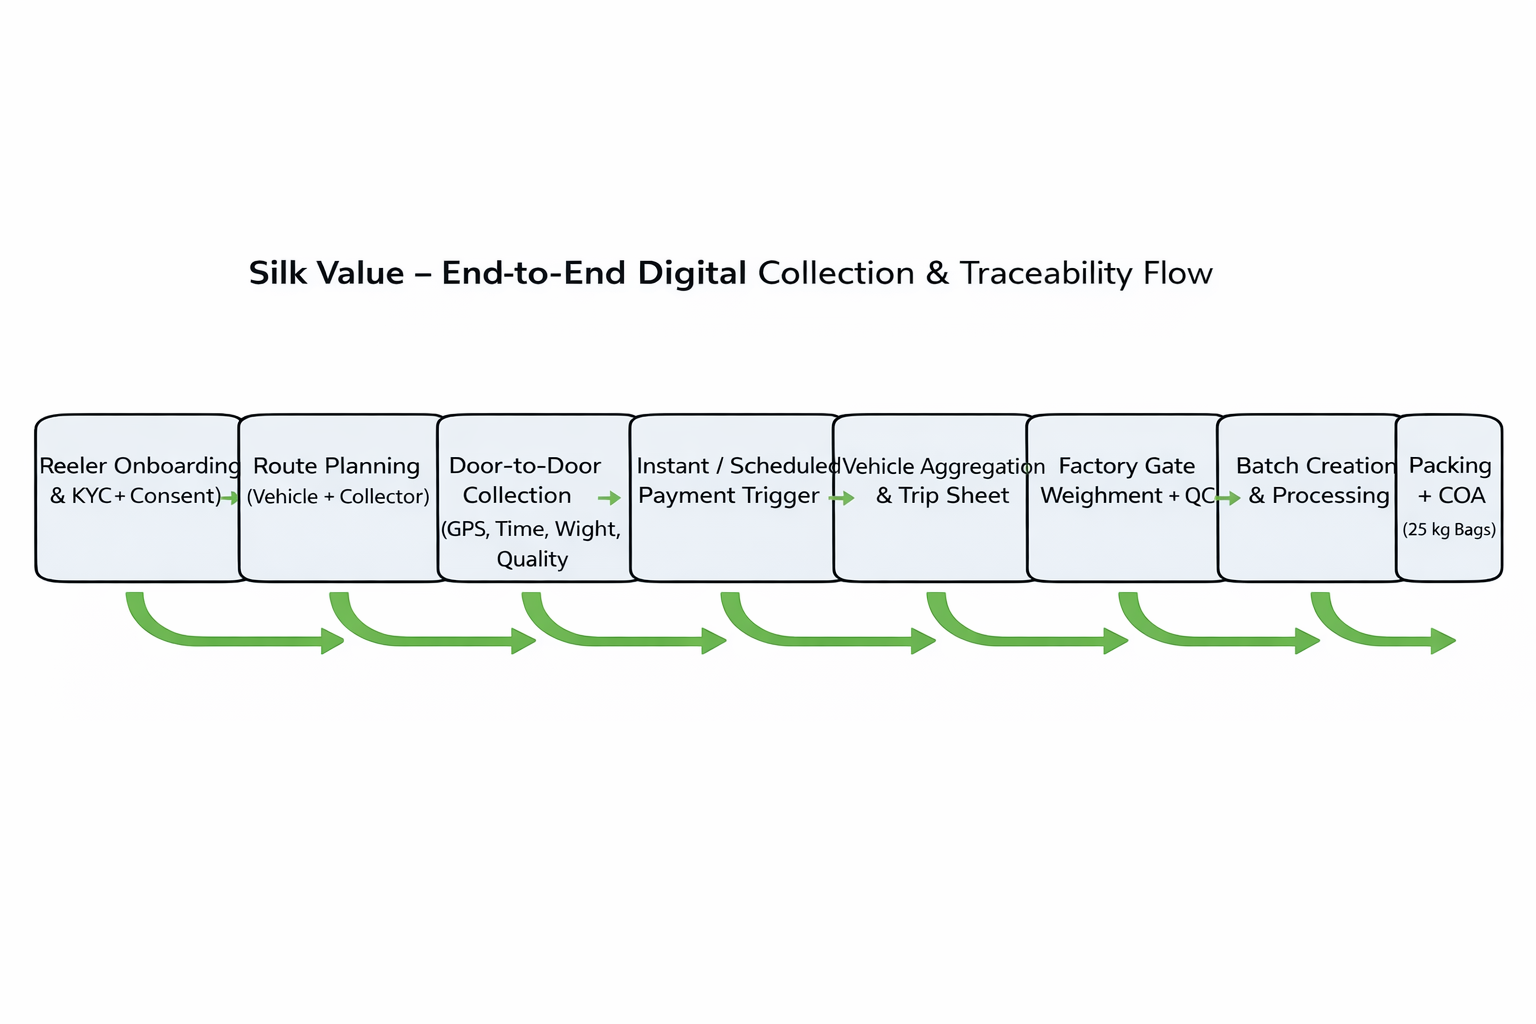 Silk Value – End-to-End Digital Collection & Traceability Flow
Reeler Onboarding
& KYC + Consent)
Route Planning
(Vehicle + Collector)
Door-to-Door
Collection
(GPS, Time, Wight,
Quality
Instant / Scheduled
Payment Trigger
Vehicle Aggregation
& Trip Sheet
Factory Gate
Weighment + QC
Batch Creation
& Processing
Packing
+ COA
(25 kg Bags)